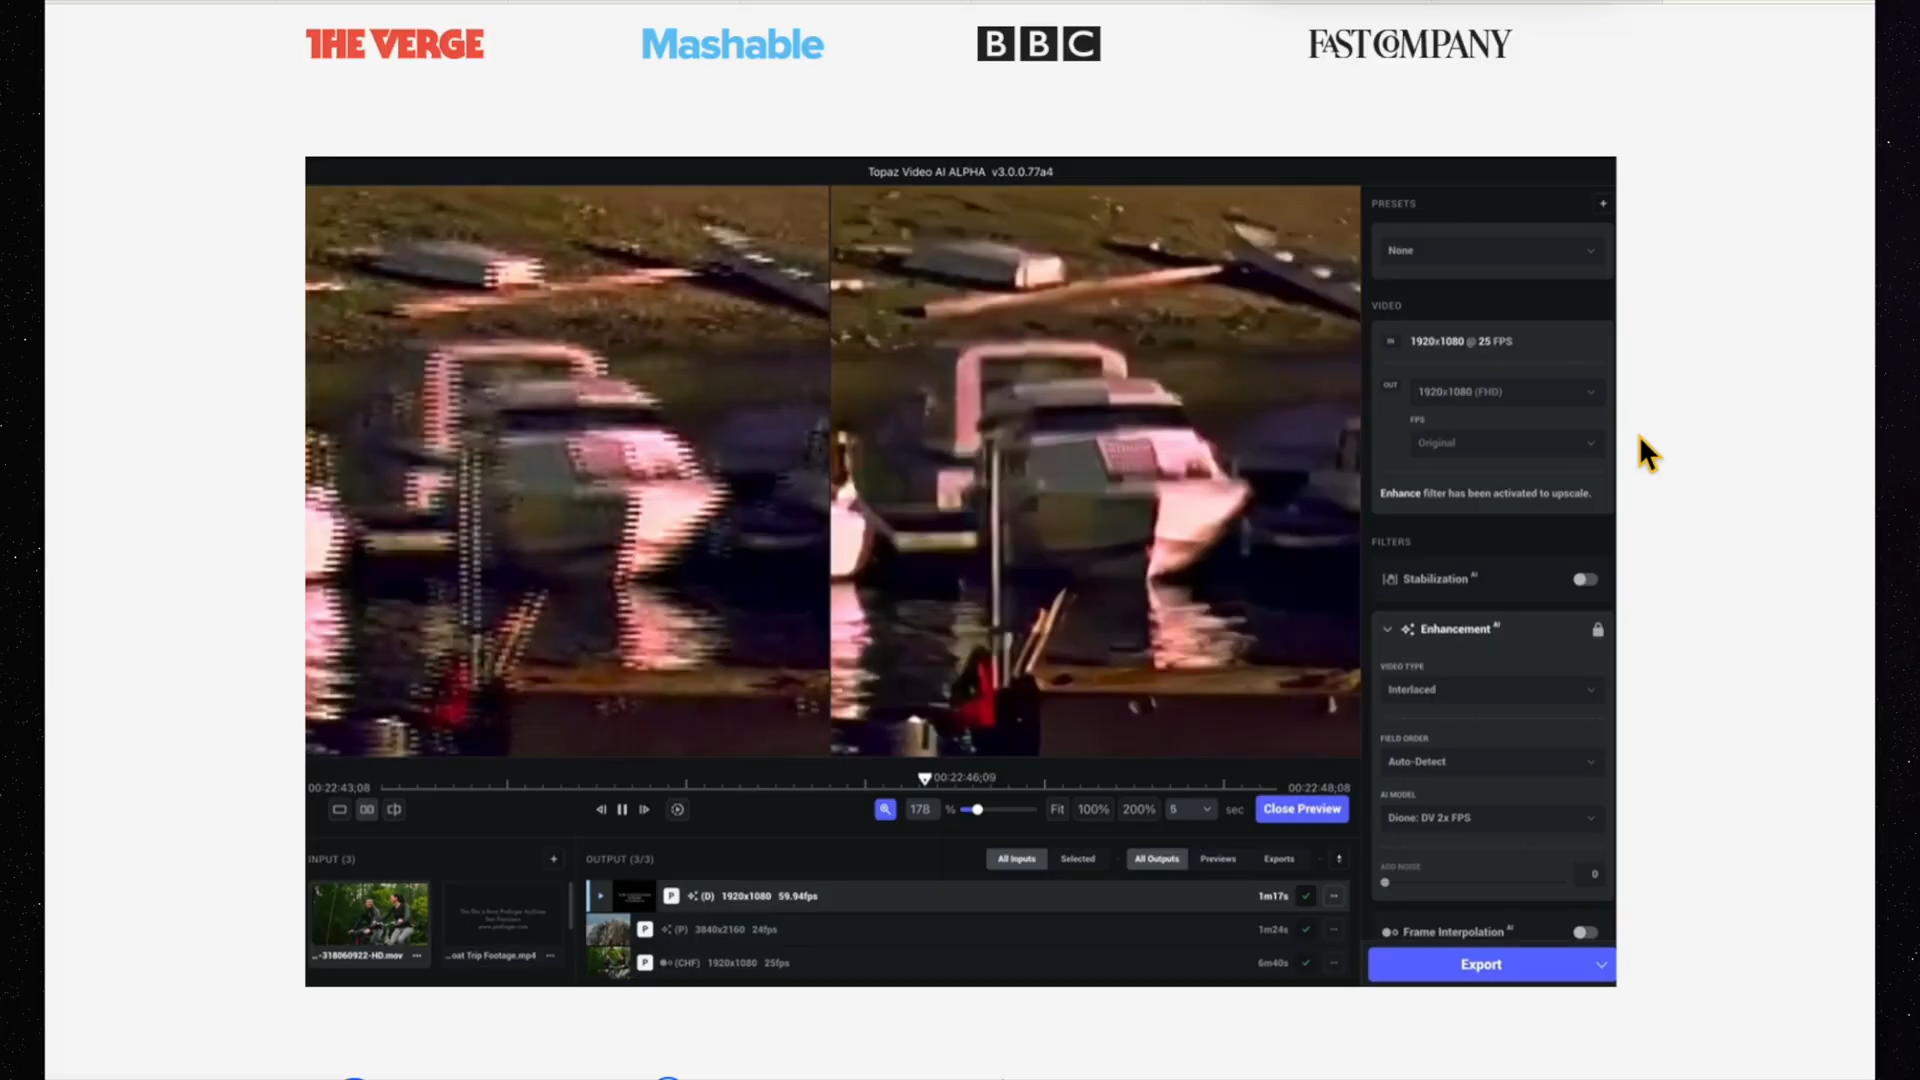 THE VERGE
Mashable
BBC
FAST COMPANY
Topaz Video AI ALPHA v3.0.0.77a4
PRESETS
None
VIDEO
IN 1920x1080 @ 25 FPS
OUT 1920x1080 (FHD)
FPS
Original
Enhance filter has been activated to upscale.
FILTERS
Stabilization AI
Enhancement AI
VIDEO TYPE
Interlaced
FIELD ORDER
Auto-Detect
AI MODEL
Dione: DV 2x FPS
ADD NOISE
0
Frame Interpolation AI
Export
00:22:43;08
00:22:46;09
00:22:48;08
178 %
Fit 100% 200% 5 sec Close Preview
INPUT (3)
OUTPUT (3/3)
All Inputs Selected All Outputs Previews Exports
P (D) 1920x1080 59.94fps 1m17s
P (P) 3840x2160 24fps 1m24s
P (CHF) 1920x1080 25fps 6m40s
...-318060922-HD.mov
...oat Trip Footage.mp4